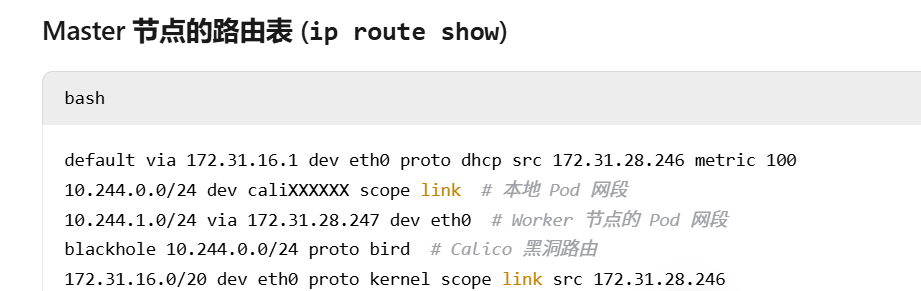 Master 节点的路由表 (ip route show)
bash
default via 172.31.16.1 dev eth0 proto dhcp src 172.31.28.246 metric 100
10.244.0.0/24 dev caliXXXXXX scope link  # 本地 Pod 网段
10.244.1.0/24 via 172.31.28.247 dev eth0  # Worker 节点的 Pod 网段
blackhole 10.244.0.0/24 proto bird  # Calico 黑洞路由
172.31.16.0/20 dev eth0 proto kernel scope link src 172.31.28.246